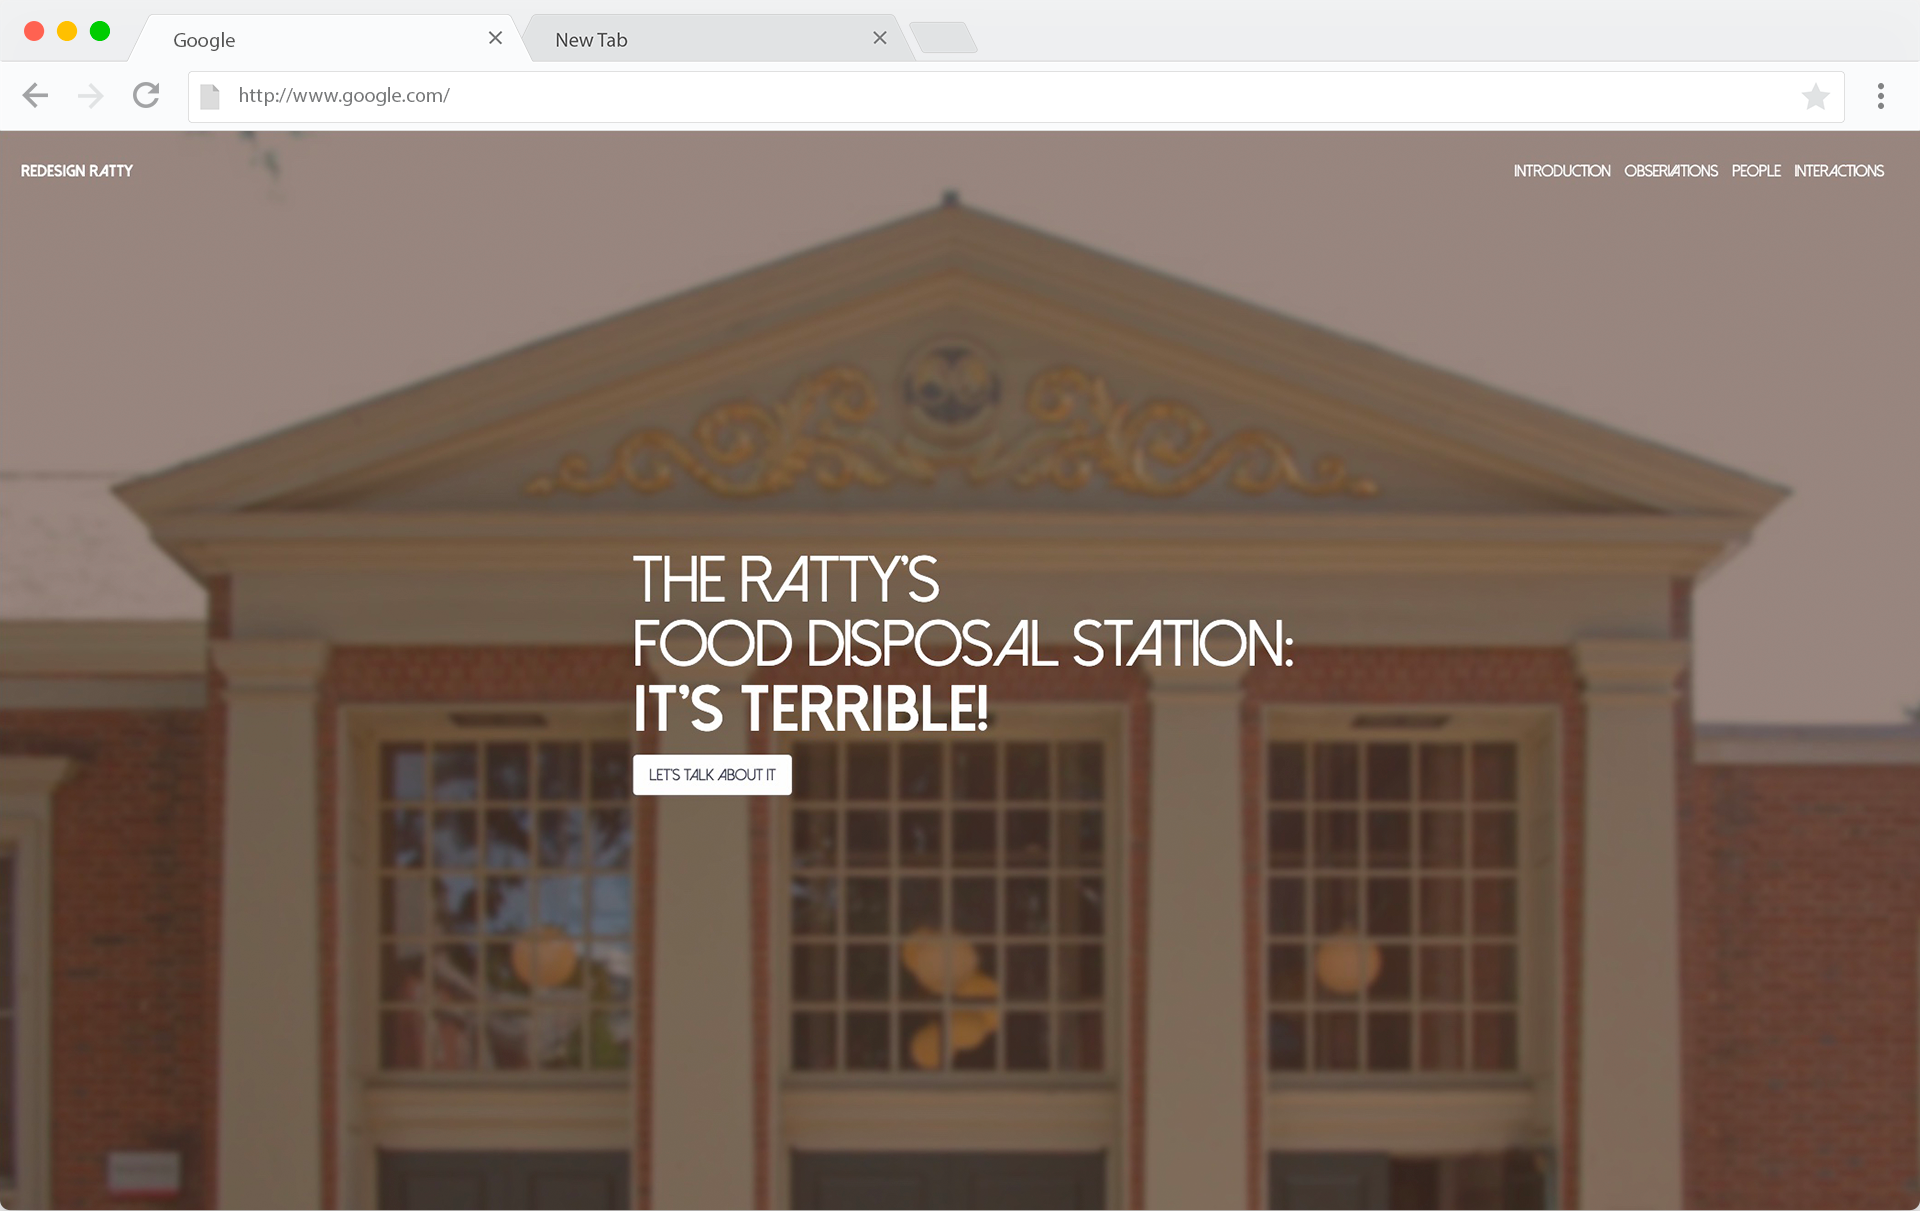 Google
New Tab
http://www.google.com/
REDESIGN RATTY
INTRODUCTION OBSERVATIONS PEOPLE INTERACTIONS
THE RATTY'S
FOOD DISPOSAL STATION:
IT'S TERRIBLE!
LET'S TALK ABOUT IT